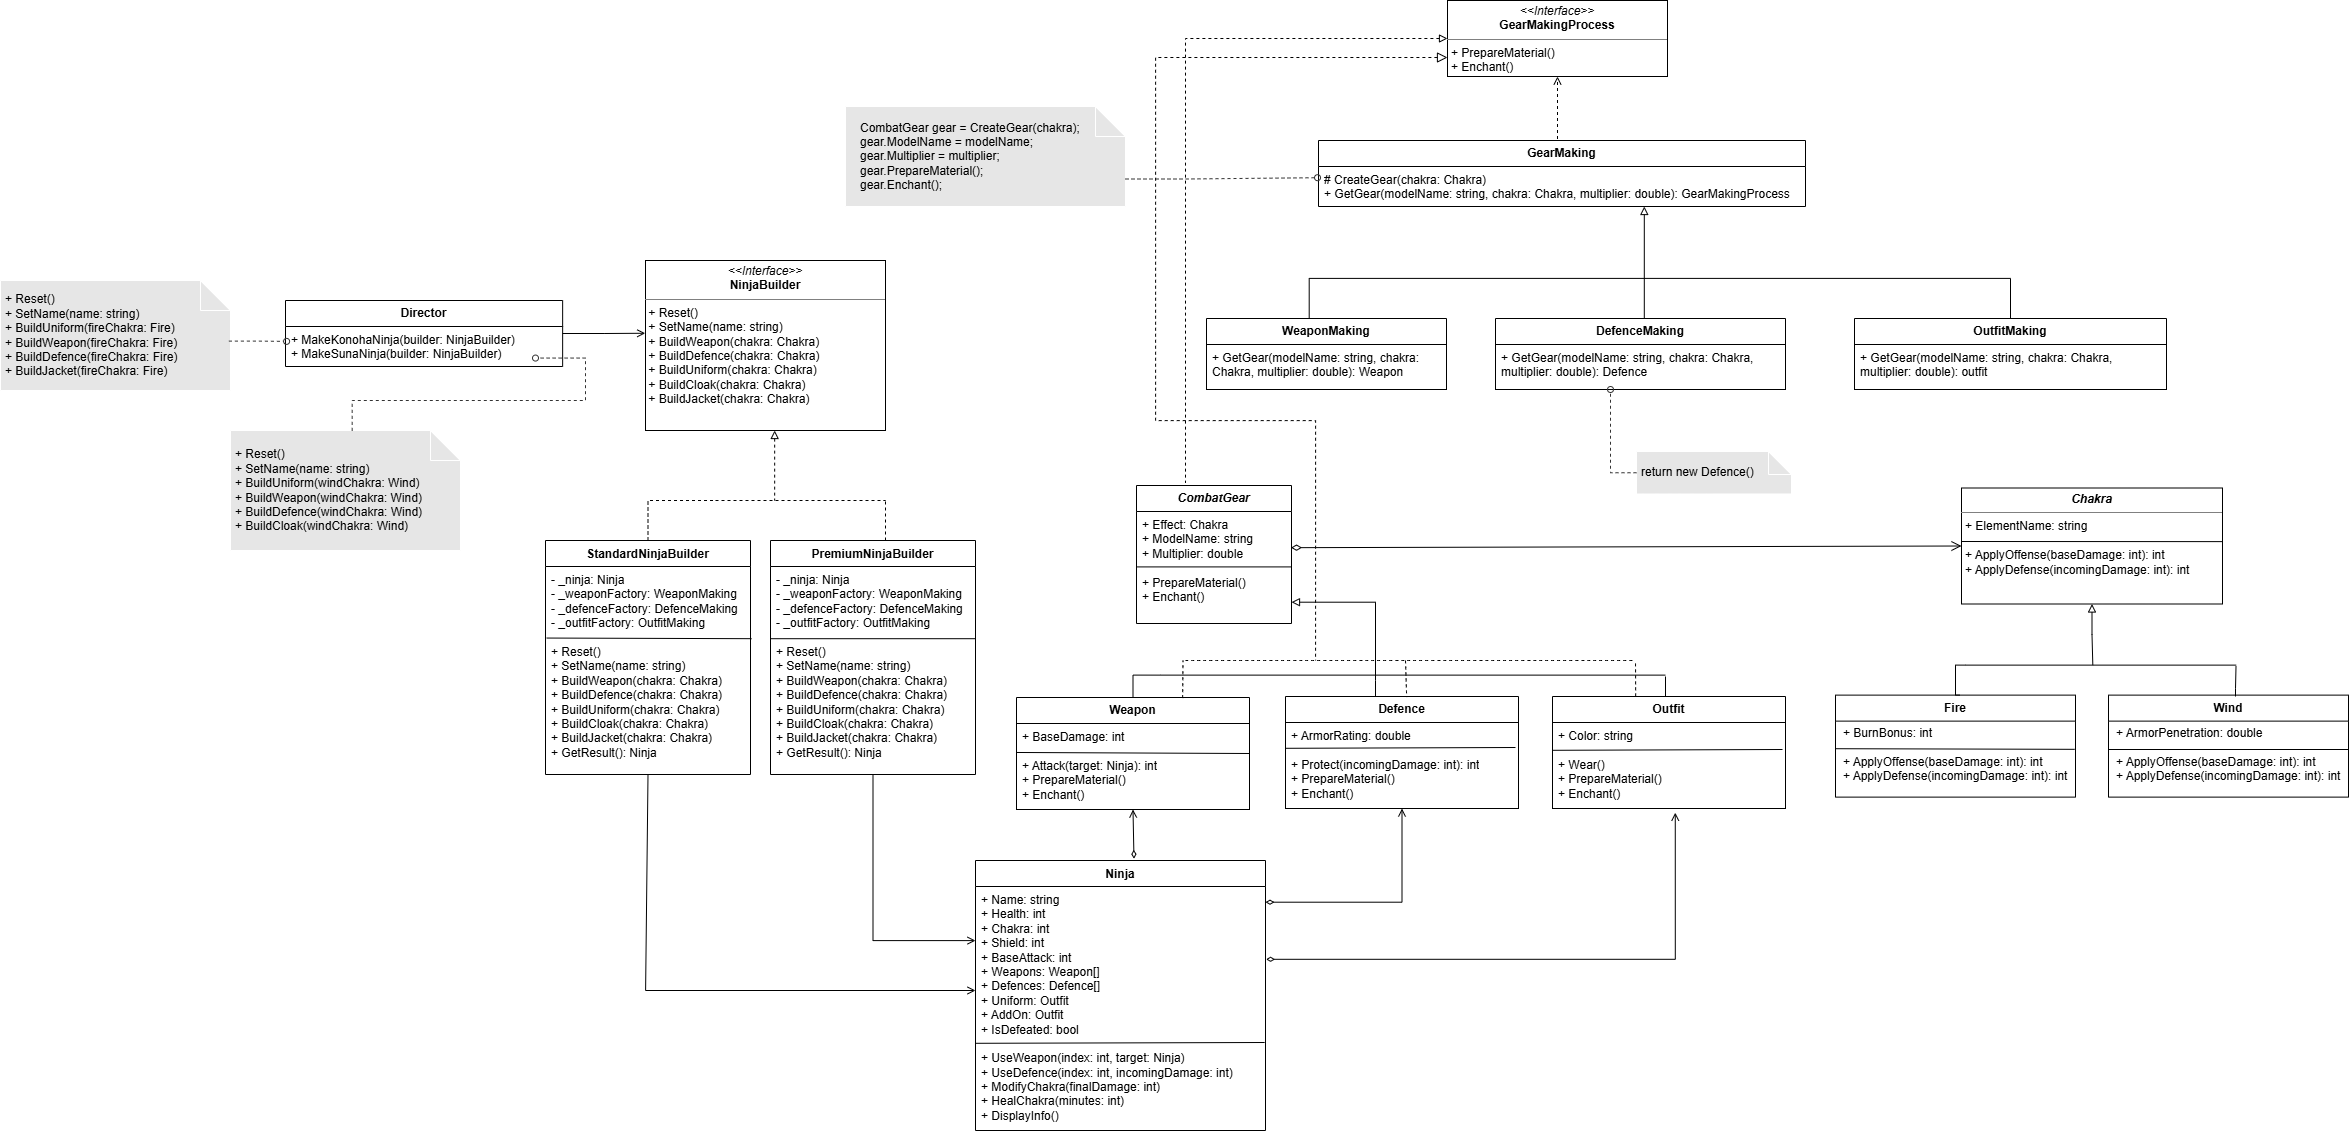 <<Interface>>
GearMakingProcess
+ PrepareMaterial()
+ Enchant()
CombatGear gear = CreateGear(chakra);
gear.ModelName = modelName;
gear.Multiplier = multiplier;
gear.PrepareMaterial();
gear.Enchant();
GearMaking
# CreateGear(chakra: Chakra)
+ GetGear(modelName: string, chakra: Chakra, multiplier: double): GearMakingProcess
+ Reset()
+ SetName(name: string)
+ BuildUniform(fireChakra: Fire)
+ BuildWeapon(fireChakra: Fire)
+ BuildDefence(fireChakra: Fire)
+ BuildJacket(fireChakra: Fire)
Director
+ MakeKonohaNinja(builder: NinjaBuilder)
+ MakeSunaNinja(builder: NinjaBuilder)
<<Interface>>
NinjaBuilder
+ Reset()
+ SetName(name: string)
+ BuildWeapon(chakra: Chakra)
+ BuildDefence(chakra: Chakra)
+ BuildUniform(chakra: Chakra)
+ BuildCloak(chakra: Chakra)
+ BuildJacket(chakra: Chakra)
WeaponMaking
+ GetGear(modelName: string, chakra:
Chakra, multiplier: double): Weapon
DefenceMaking
+ GetGear(modelName: string, chakra: Chakra,
multiplier: double): Defence
OutfitMaking
+ GetGear(modelName: string, chakra: Chakra,
multiplier: double): outfit
+ Reset()
+ SetName(name: string)
+ BuildUniform(windChakra: Wind)
+ BuildWeapon(windChakra: Wind)
+ BuildDefence(windChakra: Wind)
+ BuildCloak(windChakra: Wind)
return new Defence()
CombatGear
+ Effect: Chakra
+ ModelName: string
+ Multiplier: double
+ PrepareMaterial()
+ Enchant()
Chakra
+ ElementName: string
+ ApplyOffense(baseDamage: int): int
+ ApplyDefense(incomingDamage: int): int
StandardNinjaBuilder
- _ninja: Ninja
- _weaponFactory: WeaponMaking
- _defenceFactory: DefenceMaking
- _outfitFactory: OutfitMaking
+ Reset()
+ SetName(name: string)
+ BuildWeapon(chakra: Chakra)
+ BuildDefence(chakra: Chakra)
+ BuildUniform(chakra: Chakra)
+ BuildCloak(chakra: Chakra)
+ BuildJacket(chakra: Chakra)
+ GetResult(): Ninja
PremiumNinjaBuilder
- _ninja: Ninja
- _weaponFactory: WeaponMaking
- _defenceFactory: DefenceMaking
- _outfitFactory: OutfitMaking
+ Reset()
+ SetName(name: string)
+ BuildWeapon(chakra: Chakra)
+ BuildDefence(chakra: Chakra)
+ BuildUniform(chakra: Chakra)
+ BuildCloak(chakra: Chakra)
+ BuildJacket(chakra: Chakra)
+ GetResult(): Ninja
Weapon
+ BaseDamage: int
+ Attack(target: Ninja): int
+ PrepareMaterial()
+ Enchant()
Defence
+ ArmorRating: double
+ Protect(incomingDamage: int): int
+ PrepareMaterial()
+ Enchant()
Outfit
+ Color: string
+ Wear()
+ PrepareMaterial()
+ Enchant()
Fire
+ BurnBonus: int
+ ApplyOffense(baseDamage: int): int
+ ApplyDefense(incomingDamage: int): int
Wind
+ ArmorPenetration: double
+ ApplyOffense(baseDamage: int): int
+ ApplyDefense(incomingDamage: int): int
Ninja
+ Name: string
+ Health: int
+ Chakra: int
+ Shield: int
+ BaseAttack: int
+ Weapons: Weapon[]
+ Defences: Defence[]
+ Uniform: Outfit
+ AddOn: Outfit
+ IsDefeated: bool
+ UseWeapon(index: int, target: Ninja)
+ UseDefence(index: int, incomingDamage: int)
+ ModifyChakra(finalDamage: int)
+ HealChakra(minutes: int)
+ DisplayInfo()